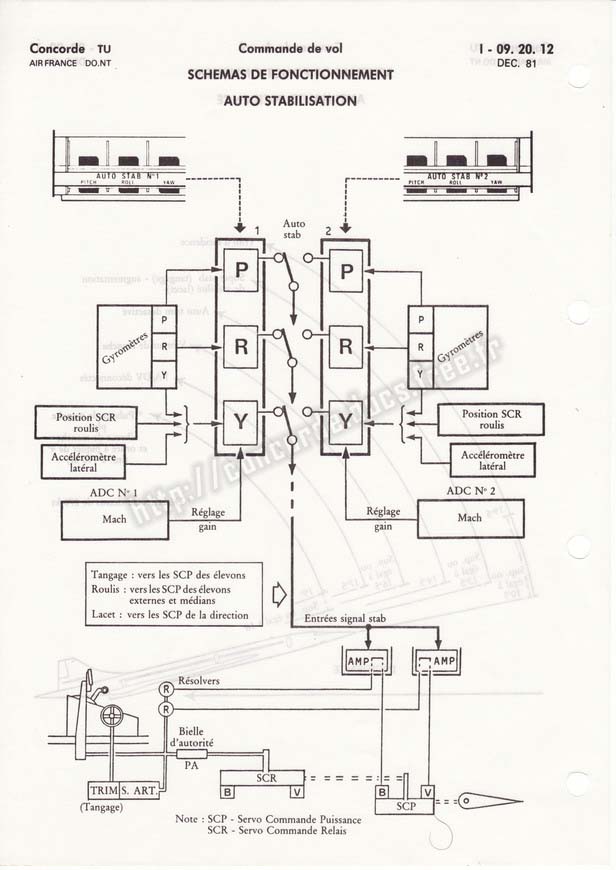 Concorde TU
AIR FRANCE DO.NT
Commande de vol
I - 09. 20. 12
DEC. 81
SCHEMAS DE FONCTIONNEMENT
AUTO STABILISATION
AUTO STAB N°1
PITCH ROLL YAW
AUTO STAB N°2
PITCH ROLL YAW
1
Auto
stab
2
P
P
R
R
Y
Y
Gyromètres
P
R
Y
P
R
Y
Gyromètres
Position SCR
roulis
Position SCR
roulis
Accéléromètre
latéral
Accéléromètre
latéral
ADC N° 1
Mach
Réglage
gain
ADC N° 2
Mach
Réglage
gain
http://concordedocs.free.fr
Tangage : vers les SCP des élevons
Roulis : vers les SCP des élevons
externes et médians
Lacet : vers les SCP de la direction
Entrées signal stab
AMP
AMP
R
Résolvers
R
Bielle
d'autorité
PA
SCR
B
V
TRIM
S. ART.
(Tangage)
B
V
SCP
Note : SCP - Servo Commande Puissance
SCR - Servo Commande Relais